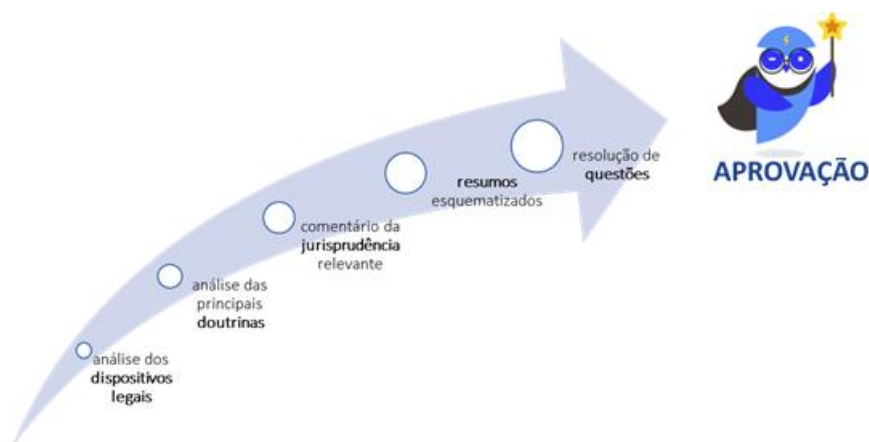 análise dos
dispositivos
legais
análise das
principais
doutrinas
comentário da
jurisprudência
relevante
resumos
esquematizados
resolução de
questões
APROVAÇÃO